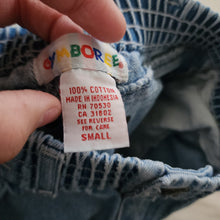 GYMBOREE
100% COTTON
MADE IN INDONESIA
RN 70530
CA 31802
SEE REVERSE
FOR CARE
SMALL